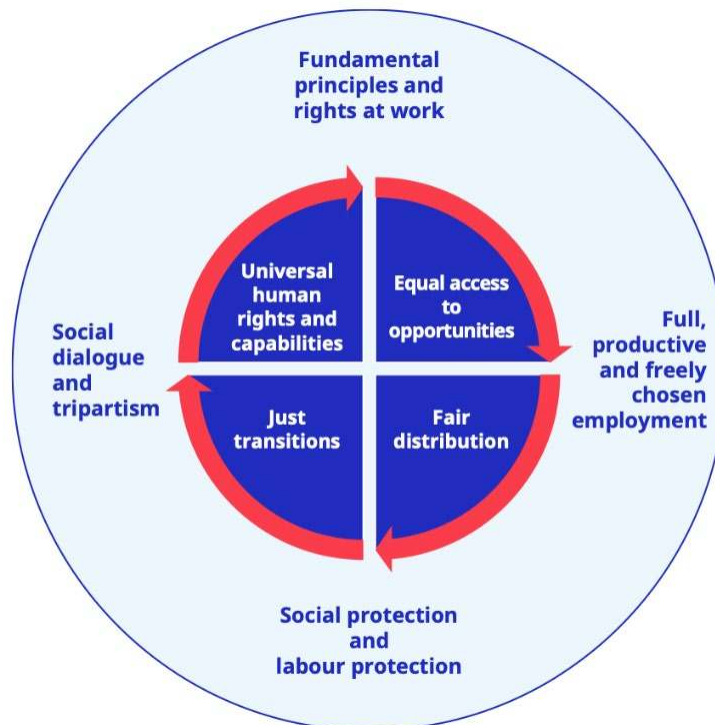 Fundamental
principles and
rights at work
Universal
human
rights and
capabilities
Equal access
to
opportunities
Social
dialogue
and
tripartism
Full,
productive
and freely
chosen
employment
Just
transitions
Fair
distribution
Social protection
and
labour protection